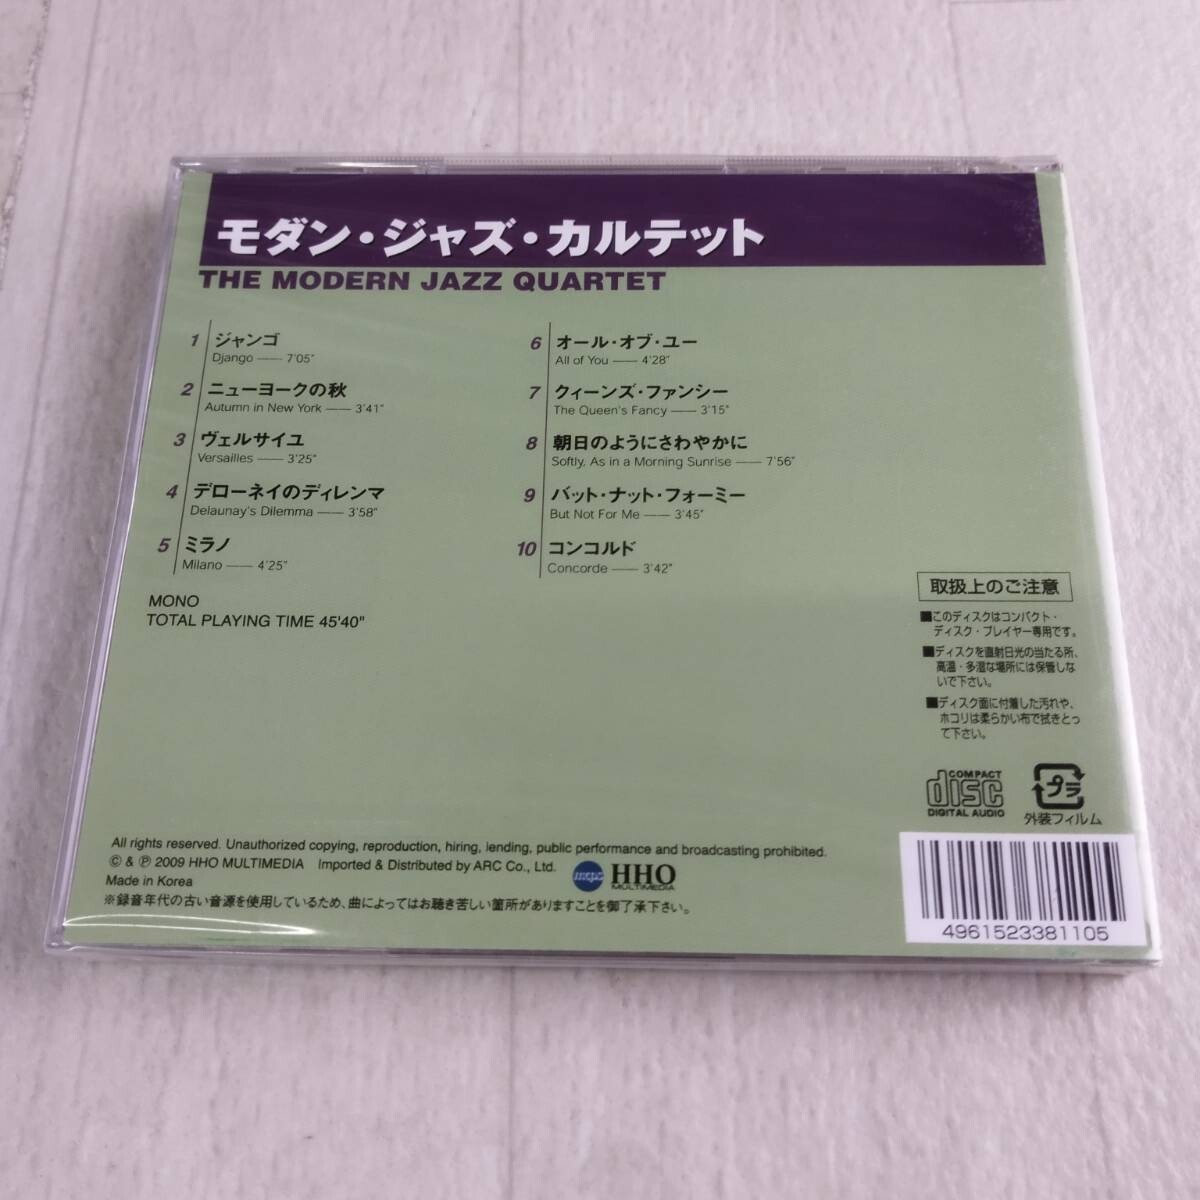 モダン・ジャズ・カルテット
THE MODERN JAZZ QUARTET
1 ジャンゴ
Django —— 7'05"
2 ニューヨークの秋
Autumn in New York —— 3'41"
3 ヴェルサイユ
Versailles —— 3'25"
4 デローネイのディレンマ
Delaunay's Dilemma —— 3'58"
5 ミラノ
Milano —— 4'25"
6 オール・オブ・ユー
All of You —— 4'28"
7 クィーンズ・ファンシー
The Queen's Fancy —— 3'15"
8 朝日のようにさわやかに
Softly, As in a Morning Sunrise —— 7'56"
9 バット・ナット・フォーミー
But Not For Me —— 3'45"
10 コンコルド
Concorde —— 3'42"
MONO
TOTAL PLAYING TIME 45'40"
取扱上のご注意
■このディスクはコンパクト・
ディスク・プレイヤー専用です。
■ディスクを直射日光の当たる所、
高温・多湿な場所には保管しな
いで下さい。
■ディスク面に付着した汚れや、
ホコリは柔らかい布で拭きとっ
て下さい。
COMPACT
disc
DIGITAL AUDIO
プラ
外装フィルム
All rights reserved. Unauthorized copying, reproduction, hiring, lending, public performance and broadcasting prohibited.
© & ℗ 2009 HHO MULTIMEDIA Imported & Distributed by ARC Co., Ltd.
Made in Korea
mcps
HHO
MULTIMEDIA
※録音年代の古い音源を使用しているため、曲によってはお聴き苦しい箇所がありますことを御了承下さい。
4961523381105